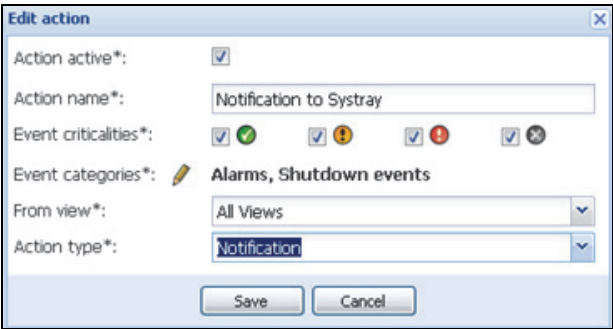 Edit action
Action active*:
Action name*: Notification to Systray
Event criticalities*:
Event categories*: Alarms, Shutdown events
From view*: All Views
Action type*: Notification
Save Cancel